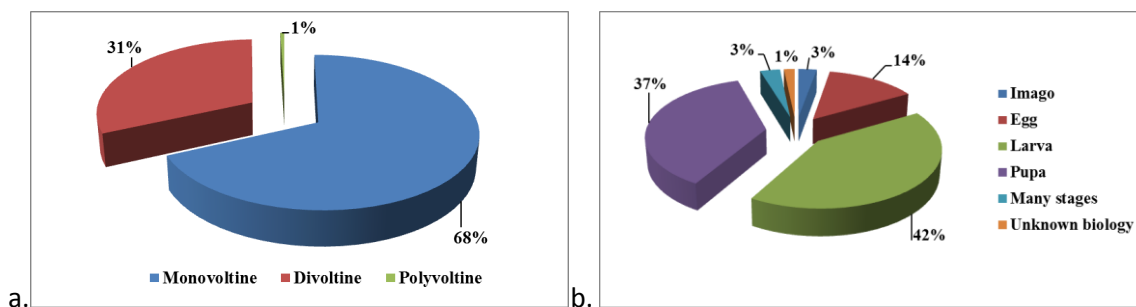 1%
31%
68%
Monovoltine Divoltine Polyvoltine
a.
3% 1% 3%
14%
37%
42%
Imago
Egg
Larva
Pupa
Many stages
Unknown biology
b.